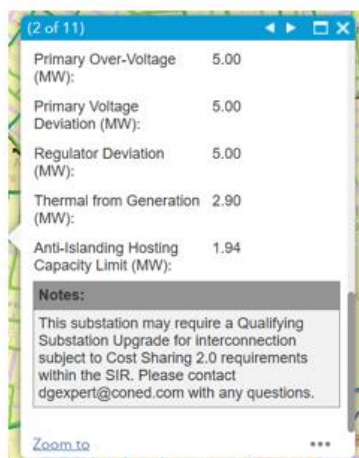 (2 of 11)
Primary Over-Voltage 5.00
(MW):
Primary Voltage 5.00
Deviation (MW):
Regulator Deviation 5.00
(MW):
Thermal from Generation 2.90
(MW):
Anti-Islanding Hosting 1.94
Capacity Limit (MW):
Notes:
This substation may require a Qualifying
Substation Upgrade for interconnection
subject to Cost Sharing 2.0 requirements
within the SIR. Please contact
dgexpert@coned.com with any questions.
Zoom to